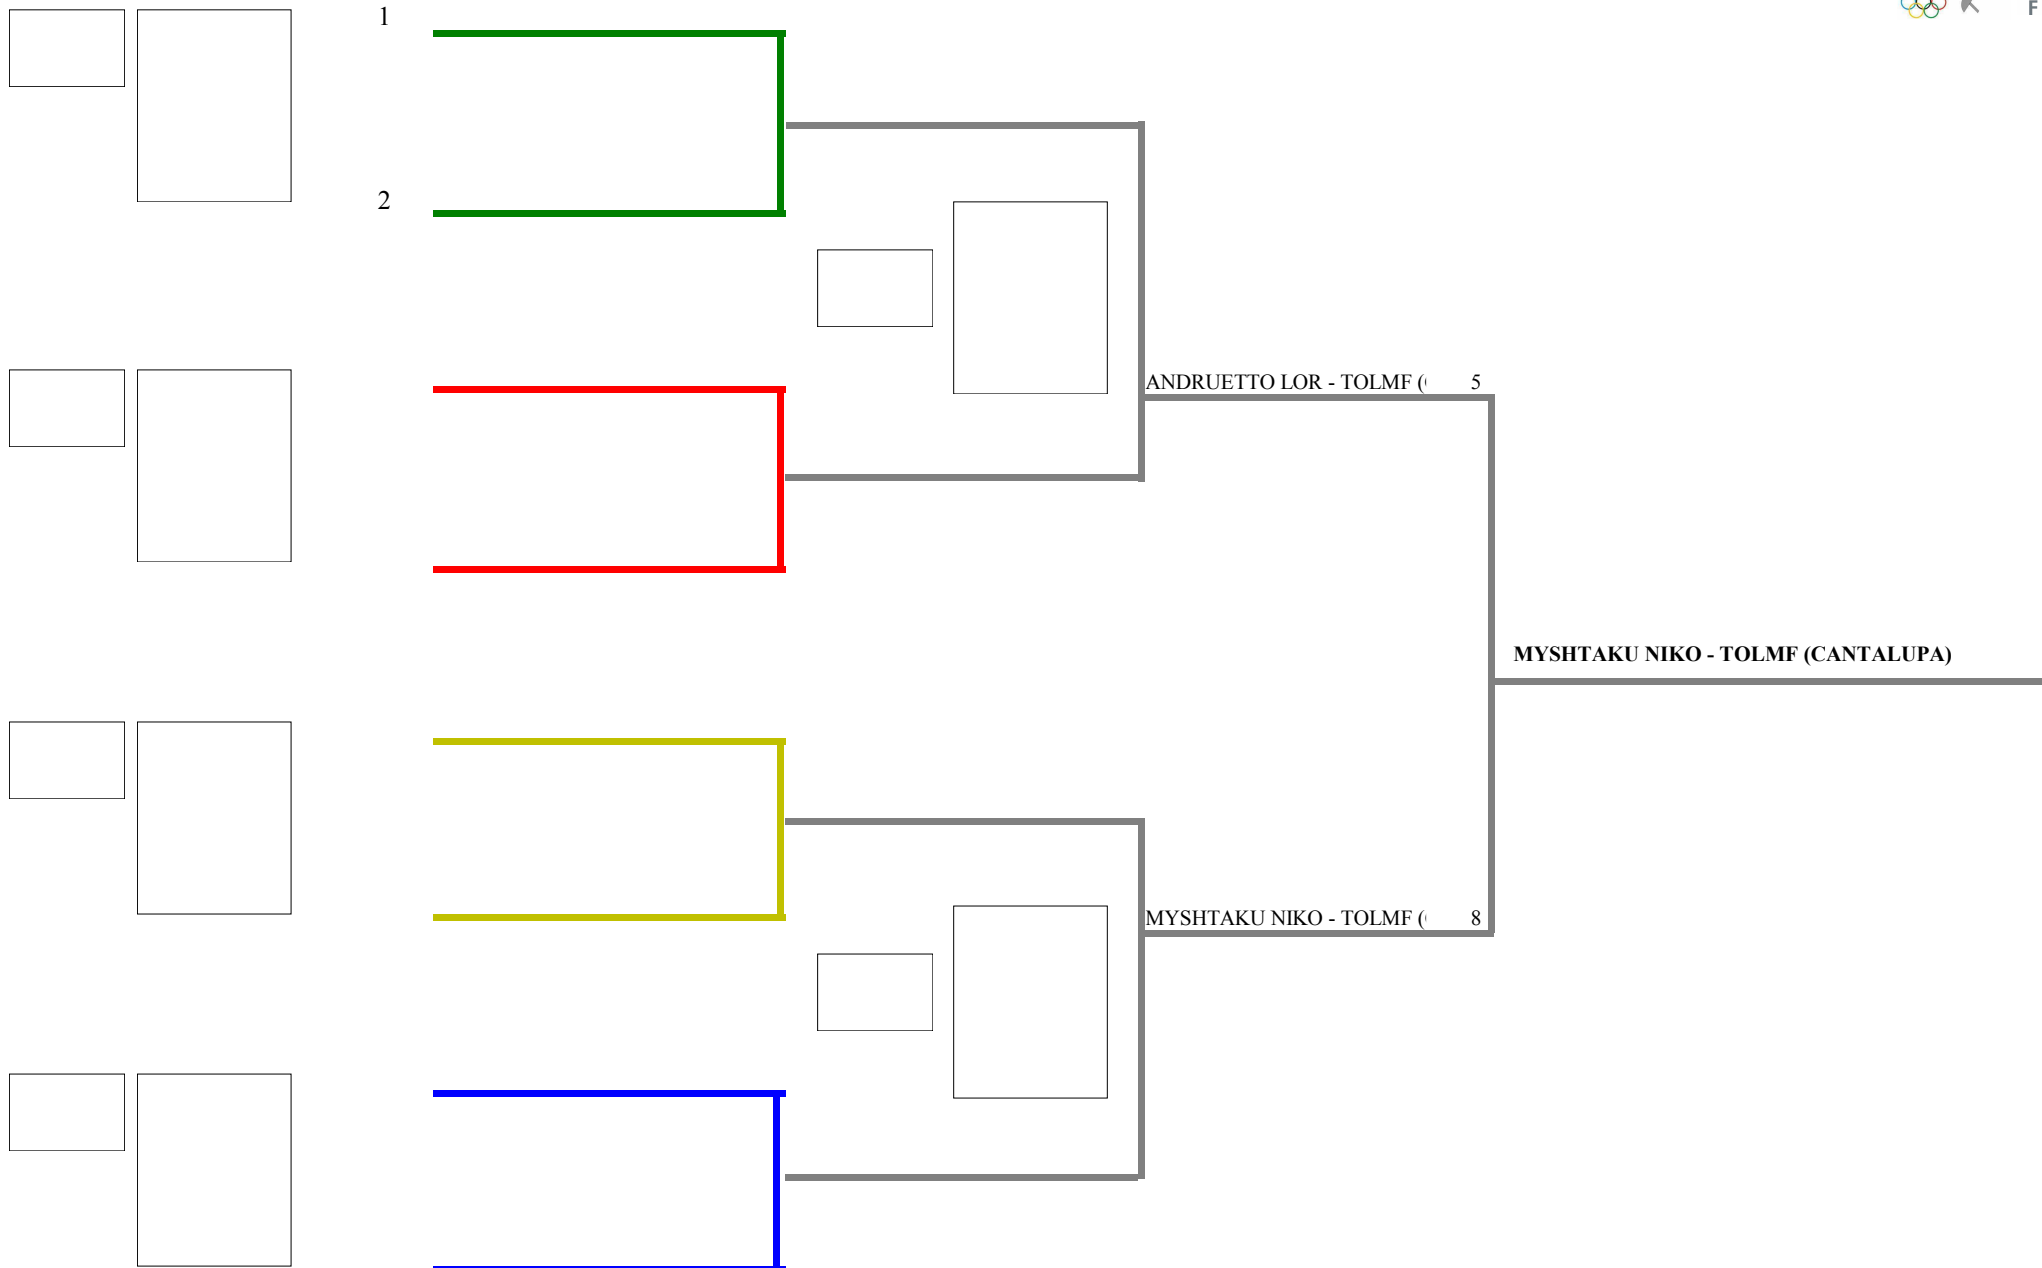 1
F
2
ANDRUETTO LOR - TOLMF ( 5
MYSHTAKU NIKO - TOLMF (CANTALUPA)
MYSHTAKU NIKO - TOLMF ( 8